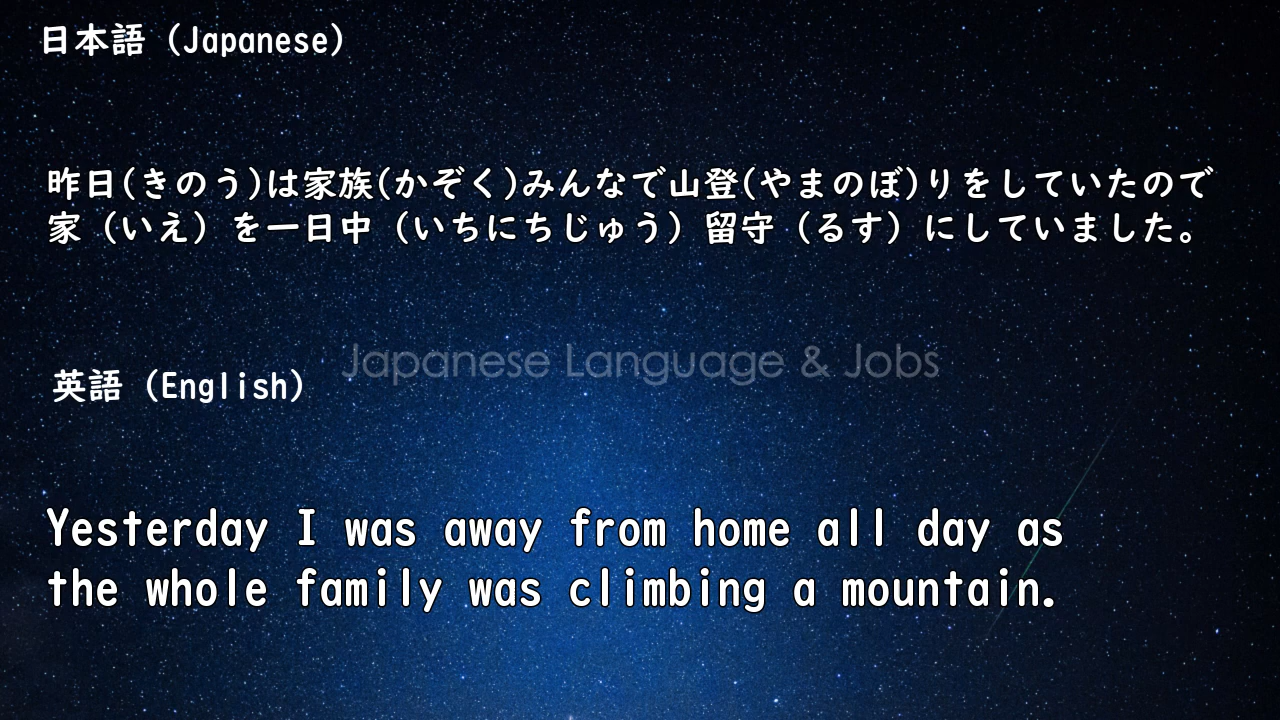 日本語（Japanese）
昨日(きのう)は家族(かぞく)みんなで山登(やまのぼ)りをしていたので
家（いえ）を一日中（いちにちじゅう）留守（るす）にしていました。
Japanese Language & Jobs
英語（English）
Yesterday I was away from home all day as
the whole family was climbing a mountain.